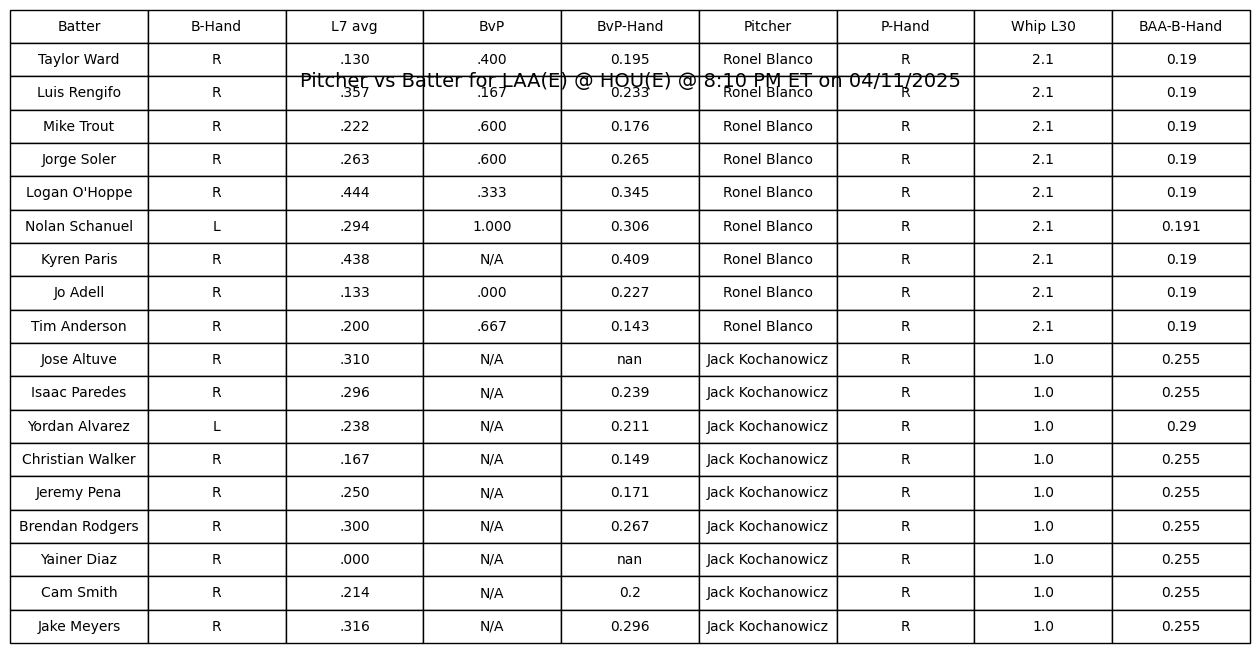 Batter B-Hand L7 avg BvP BvP-Hand Pitcher P-Hand Whip L30 BAA-B-Hand
Taylor Ward R .130 .400 0.195 Ronel Blanco R 2.1 0.19
Pitcher vs Batter for LAA(E) @ HOU(E) @ 8:10 PM ET on 04/11/2025
Luis Rengifo R .357 .167 0.233 Ronel Blanco R 2.1 0.19
Mike Trout R .222 .600 0.176 Ronel Blanco R 2.1 0.19
Jorge Soler R .263 .600 0.265 Ronel Blanco R 2.1 0.19
Logan O'Hoppe R .444 .333 0.345 Ronel Blanco R 2.1 0.19
Nolan Schanuel L .294 1.000 0.306 Ronel Blanco R 2.1 0.191
Kyren Paris R .438 N/A 0.409 Ronel Blanco R 2.1 0.19
Jo Adell R .133 .000 0.227 Ronel Blanco R 2.1 0.19
Tim Anderson R .200 .667 0.143 Ronel Blanco R 2.1 0.19
Jose Altuve R .310 N/A nan Jack Kochanowicz R 1.0 0.255
Isaac Paredes R .296 N/A 0.239 Jack Kochanowicz R 1.0 0.255
Yordan Alvarez L .238 N/A 0.211 Jack Kochanowicz R 1.0 0.29
Christian Walker R .167 N/A 0.149 Jack Kochanowicz R 1.0 0.255
Jeremy Pena R .250 N/A 0.171 Jack Kochanowicz R 1.0 0.255
Brendan Rodgers R .300 N/A 0.267 Jack Kochanowicz R 1.0 0.255
Yainer Diaz R .000 N/A nan Jack Kochanowicz R 1.0 0.255
Cam Smith R .214 N/A 0.2 Jack Kochanowicz R 1.0 0.255
Jake Meyers R .316 N/A 0.296 Jack Kochanowicz R 1.0 0.255